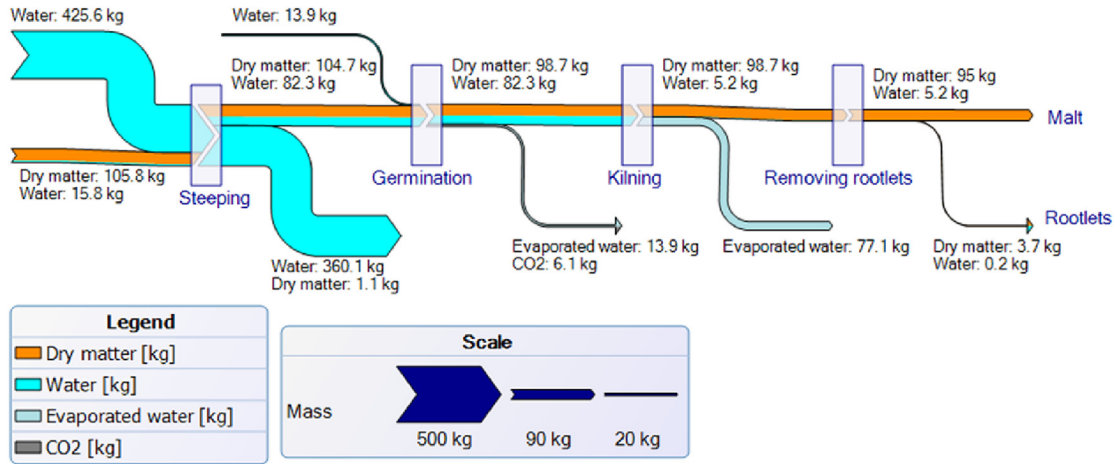 Water: 425.6 kg
Water: 13.9 kg
Dry matter: 104.7 kg
Water: 82.3 kg
Dry matter: 98.7 kg
Water: 82.3 kg
Dry matter: 98.7 kg
Water: 5.2 kg
Dry matter: 95 kg
Water: 5.2 kg
Malt
Dry matter: 105.8 kg
Water: 15.8 kg
Steeping
Germination
Kilning
Removing rootlets
Rootlets
Water: 360.1 kg
Dry matter: 1.1 kg
Evaporated water: 13.9 kg
CO2: 6.1 kg
Evaporated water: 77.1 kg
Dry matter: 3.7 kg
Water: 0.2 kg
Legend
Dry matter [kg]
Water [kg]
Evaporated water [kg]
CO2 [kg]
Scale
Mass
500 kg
90 kg
20 kg